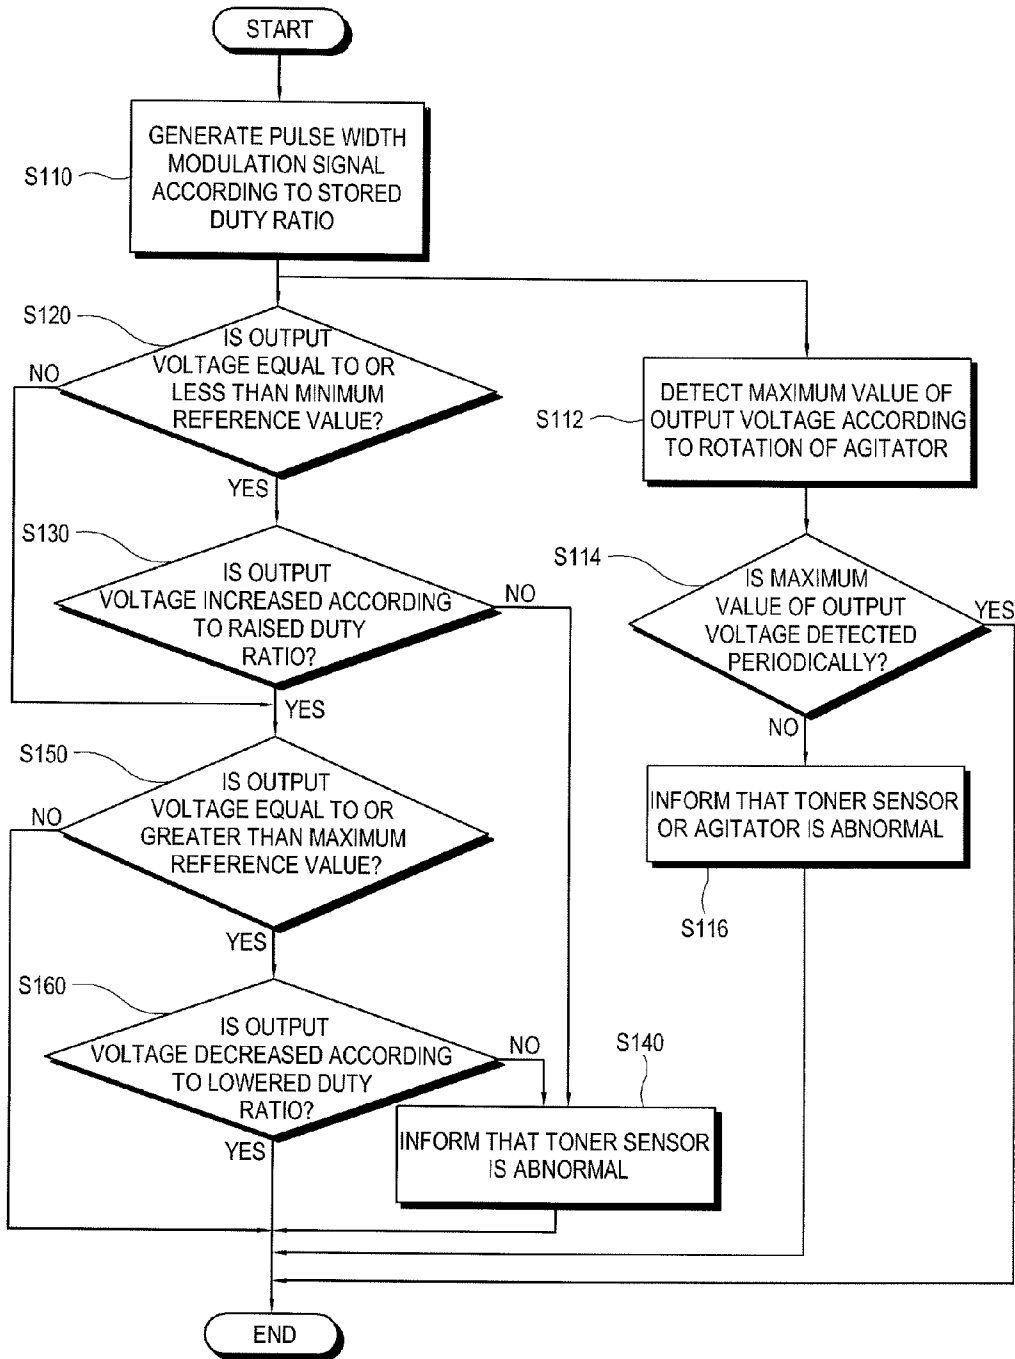 START
S110
GENERATE PULSE WIDTH
MODULATION SIGNAL
ACCORDING TO STORED
DUTY RATIO
S120
IS OUTPUT
VOLTAGE EQUAL TO OR
LESS THAN MINIMUM
REFERENCE VALUE?
NO
YES
S130
IS OUTPUT
VOLTAGE INCREASED ACCORDING
TO RAISED DUTY
RATIO?
NO
YES
S150
IS OUTPUT
VOLTAGE EQUAL TO OR
GREATER THAN MAXIMUM
REFERENCE VALUE?
NO
YES
S160
IS OUTPUT
VOLTAGE DECREASED ACCORDING
TO LOWERED DUTY
RATIO?
NO
YES
S140
INFORM THAT TONER SENSOR
IS ABNORMAL
S112
DETECT MAXIMUM VALUE OF
OUTPUT VOLTAGE ACCORDING
TO ROTATION OF AGITATOR
S114
IS MAXIMUM
VALUE OF OUTPUT
VOLTAGE DETECTED
PERIODICALLY?
YES
NO
INFORM THAT TONER SENSOR
OR AGITATOR IS ABNORMAL
S116
END